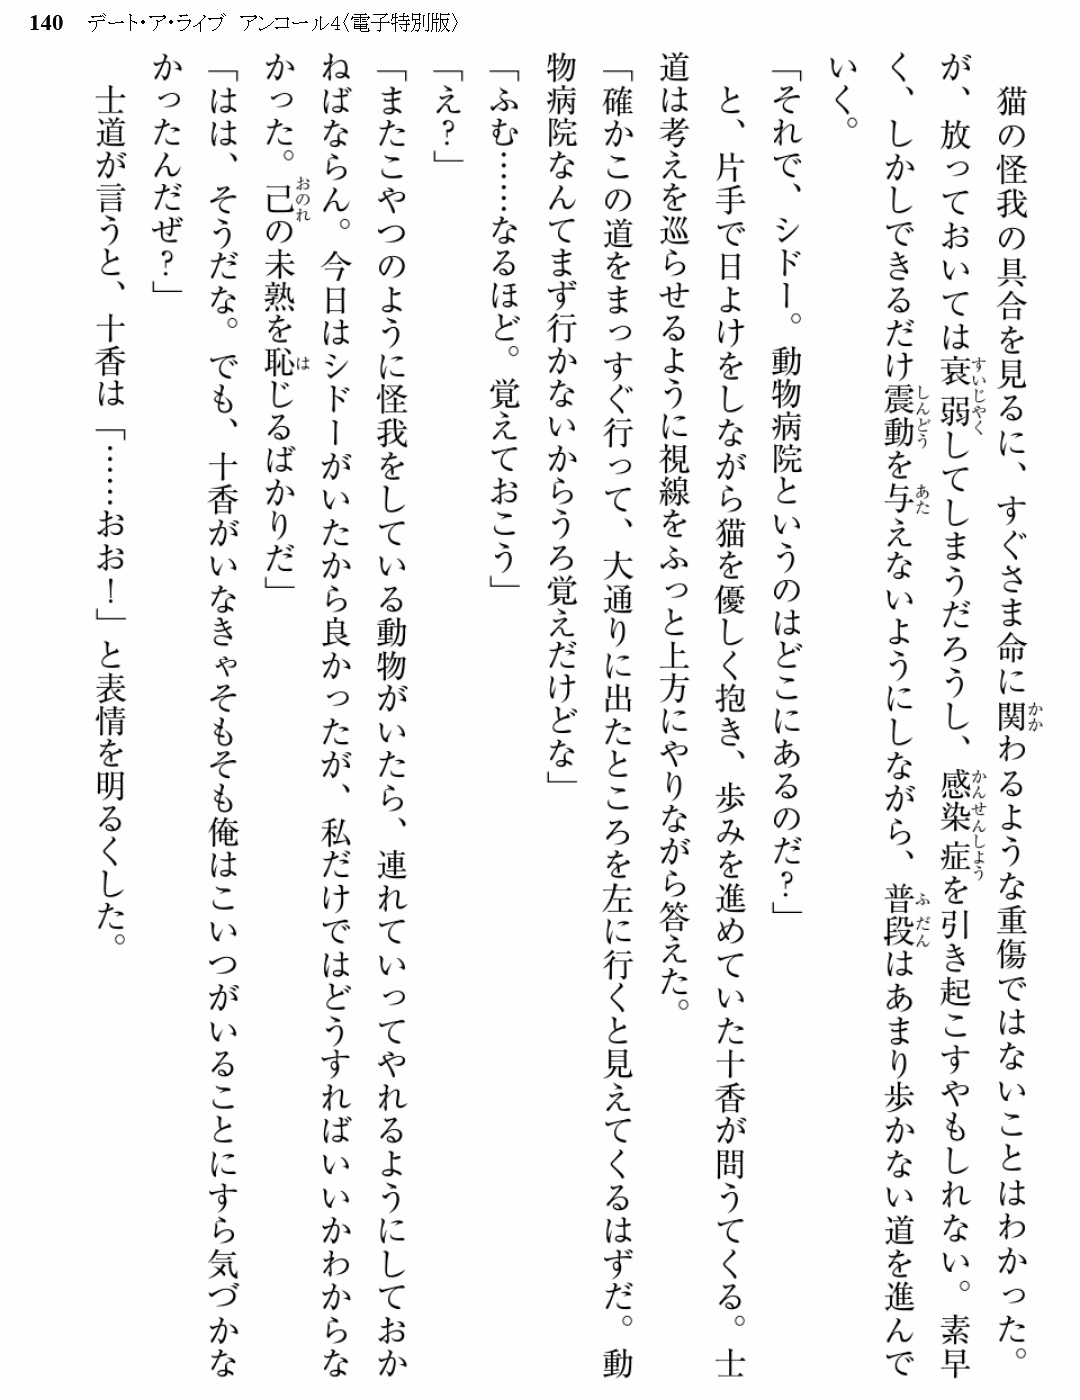 140 デート・ア・ライブ アンコール4〈電子特別版〉
猫の怪我の具合を見るに、すぐさま命に関わるような重傷ではないことはわかった。
が、放っておいては衰弱してしまうだろうし、感染症を引き起こすやもしれない。素早
く、しかしできるだけ震動を与えないようにしながら、普段はあまり歩かない道を進んで
いく。
「それで、シドー。動物病院というのはどこにあるのだ？」
と、片手で日よけをしながら猫を優しく抱き、歩みを進めていた十香が問うてくる。士
道は考えを巡らせるように視線をふっと上方にやりながら答えた。
「確かこの道をまっすぐ行って、大通りに出たところを左に行くと見えてくるはずだ。動
物病院なんてまず行かないからうろ覚えだけどな」
「ふむ……なるほど。覚えておこう」
「え？」
「またこやつのように怪我をしている動物がいたら、連れていってやれるようにしておか
ねばならん。今日はシドーがいたから良かったが、私だけではどうすればいいかわからな
かった。己の未熟を恥じるばかりだ」
「はは、そうだな。でも、十香がいなきゃそもそも俺はこいつがいることにすら気づかな
かったんだぜ？」
士道が言うと、十香は「……おお！」と表情を明るくした。